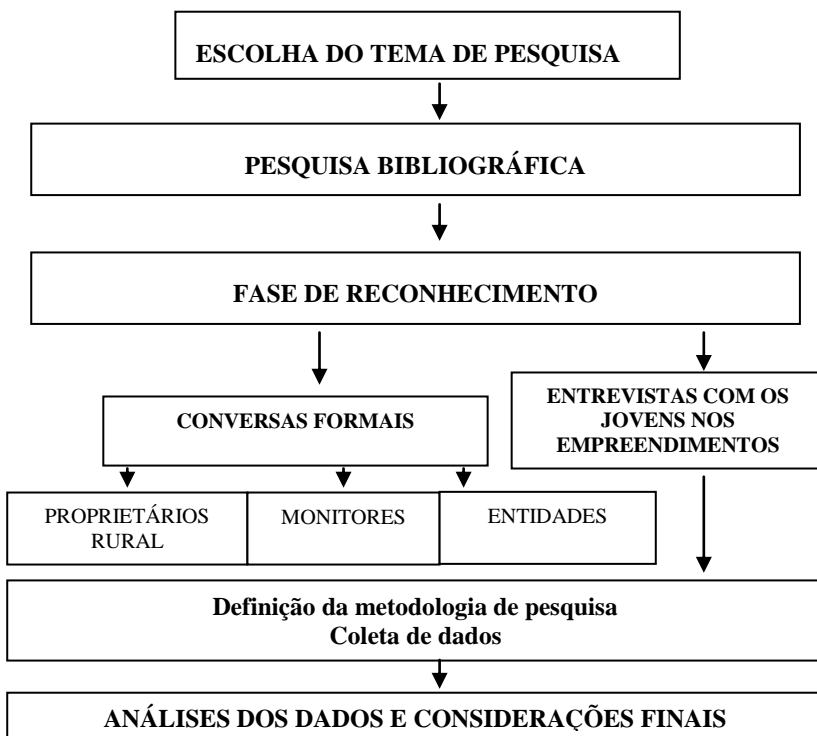 ESCOLHA DO TEMA DE PESQUISA
PESQUISA BIBLIOGRÁFICA
FASE DE RECONHECIMENTO
CONVERSAS FORMAIS
ENTREVISTAS COM OS
JOVENS NOS
EMPREENDIMENTOS
PROPRIETÁRIOS
RURAL
MONITORES
ENTIDADES
Definição da metodologia de pesquisa
Coleta de dados
ANÁLISES DOS DADOS E CONSIDERAÇÕES FINAIS